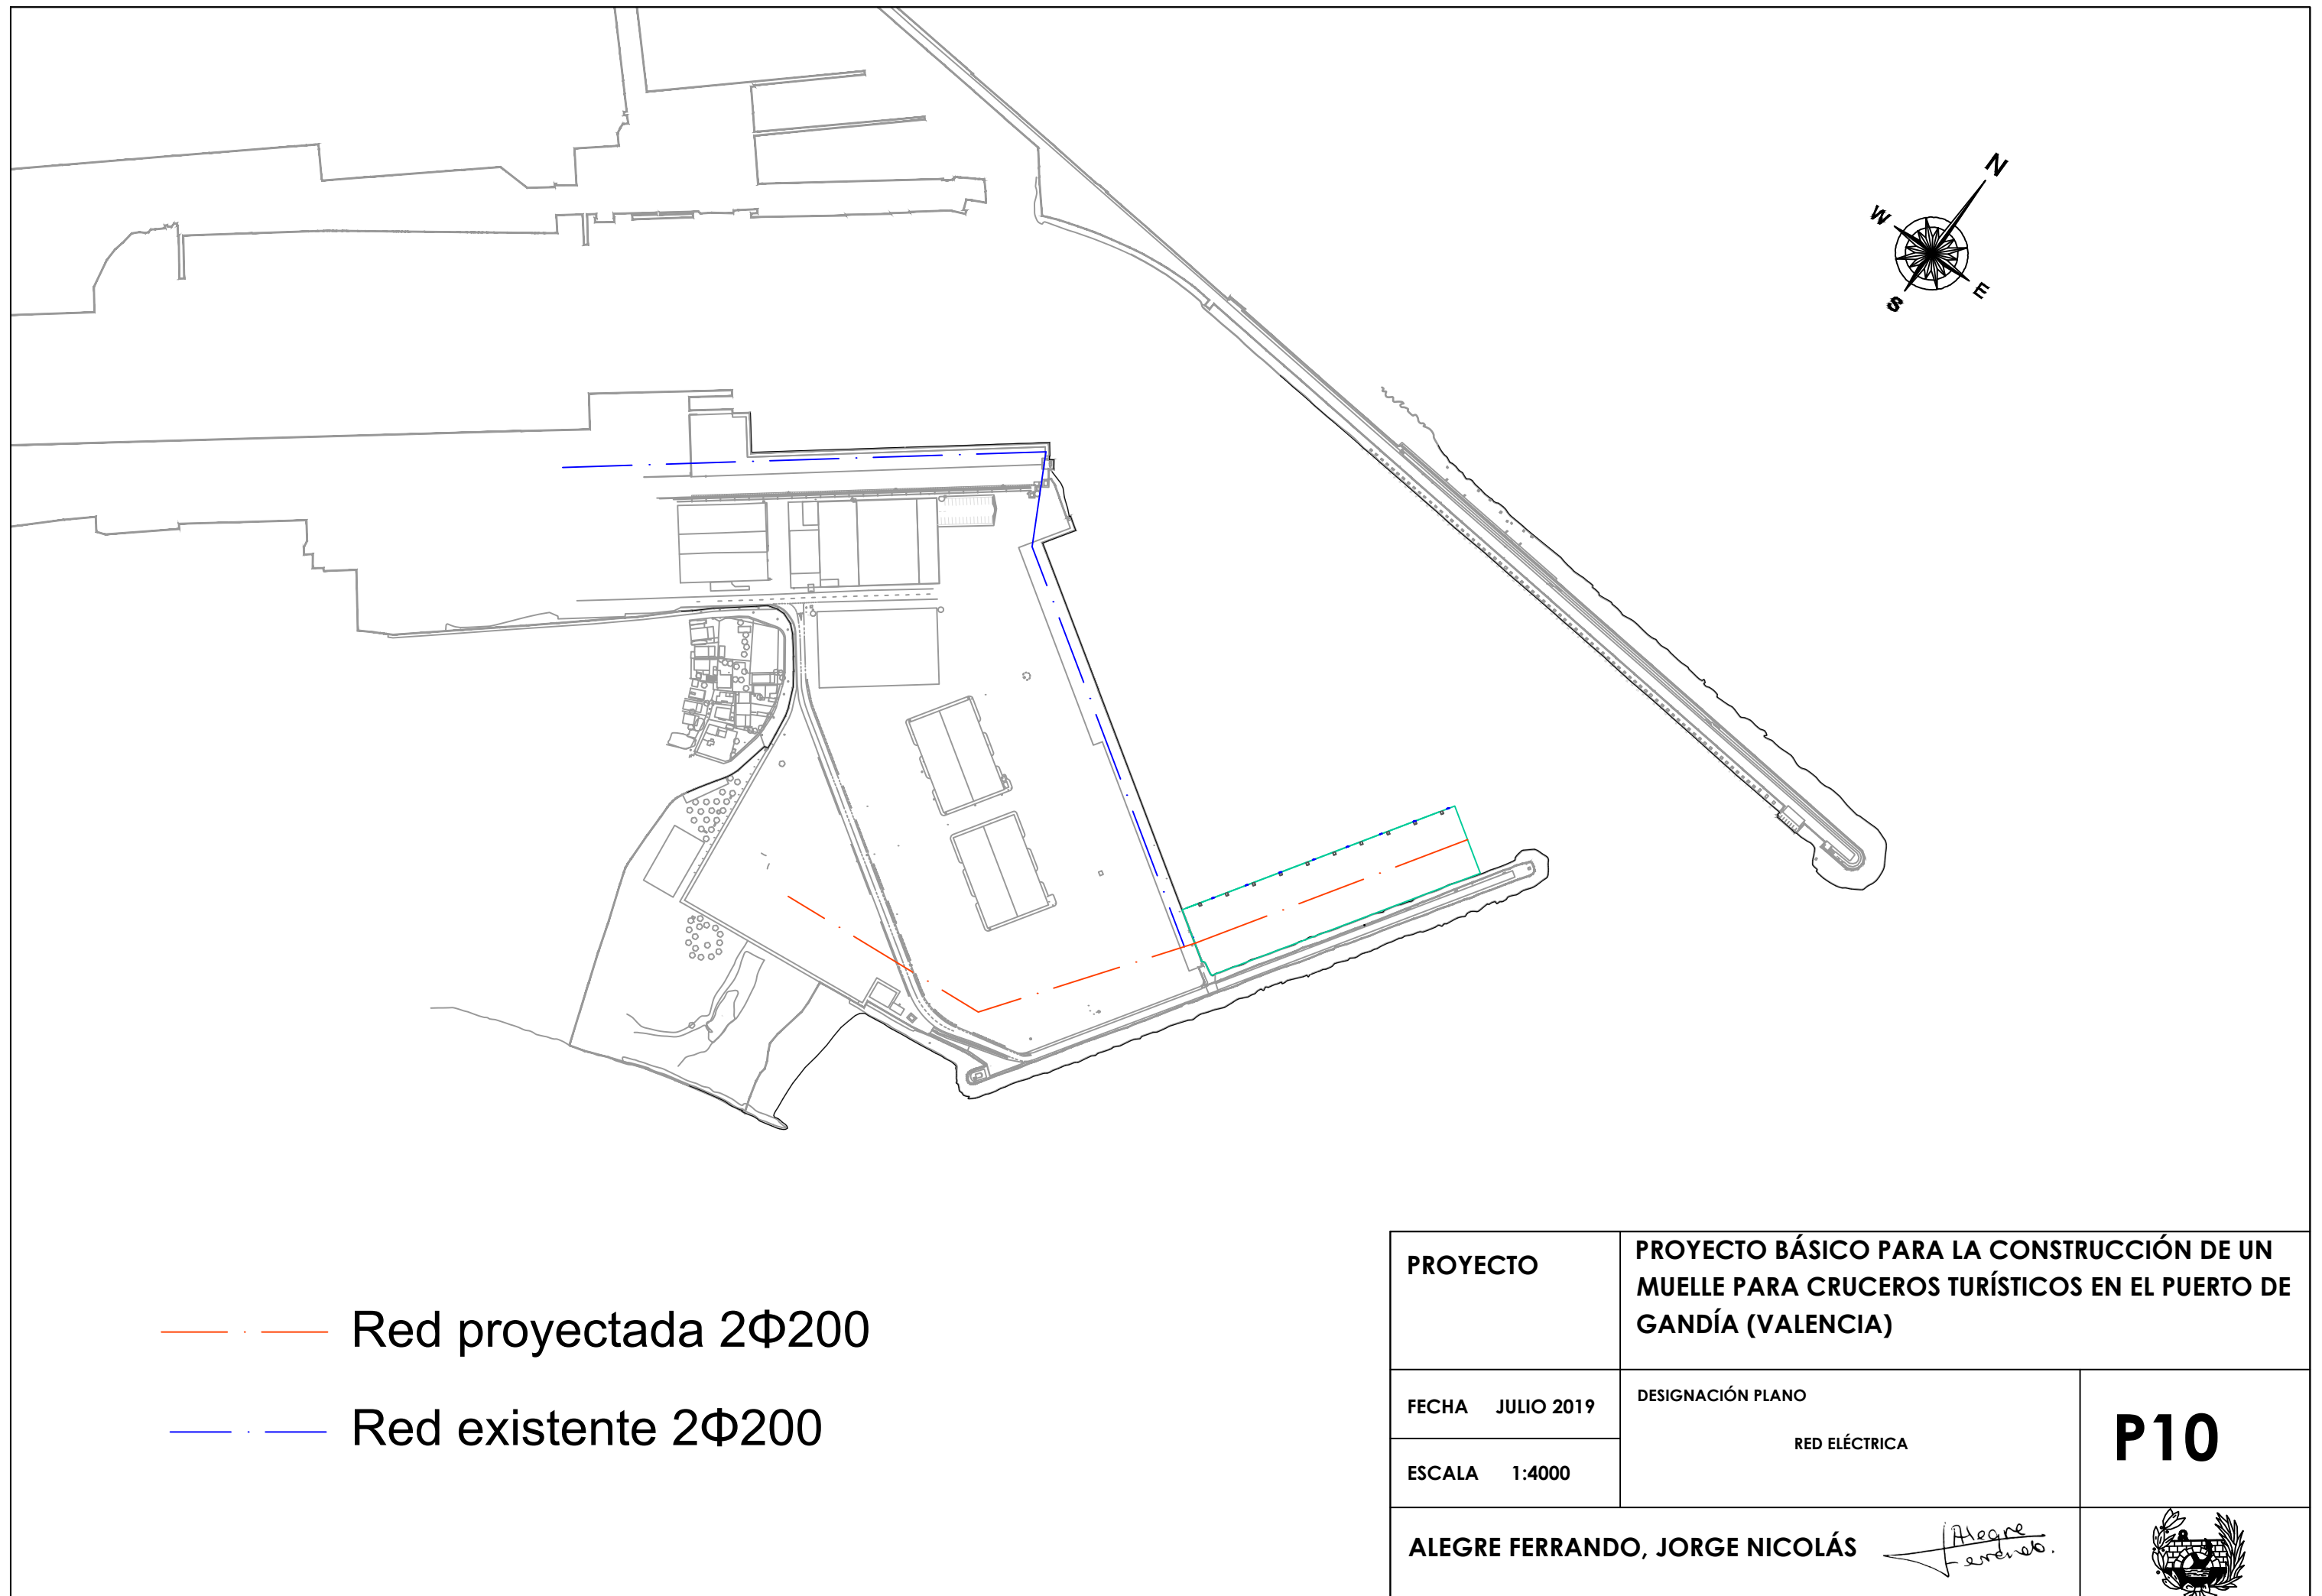 N
W
E
S
Red proyectada 2Φ200
Red existente 2Φ200
PROYECTO
PROYECTO BÁSICO PARA LA CONSTRUCCIÓN DE UN
MUELLE PARA CRUCEROS TURÍSTICOS EN EL PUERTO DE
GANDÍA (VALENCIA)
FECHA JULIO 2019
DESIGNACIÓN PLANO
RED ELÉCTRICA
P10
ESCALA 1:4000
ALEGRE FERRANDO, JORGE NICOLÁS
Alegre